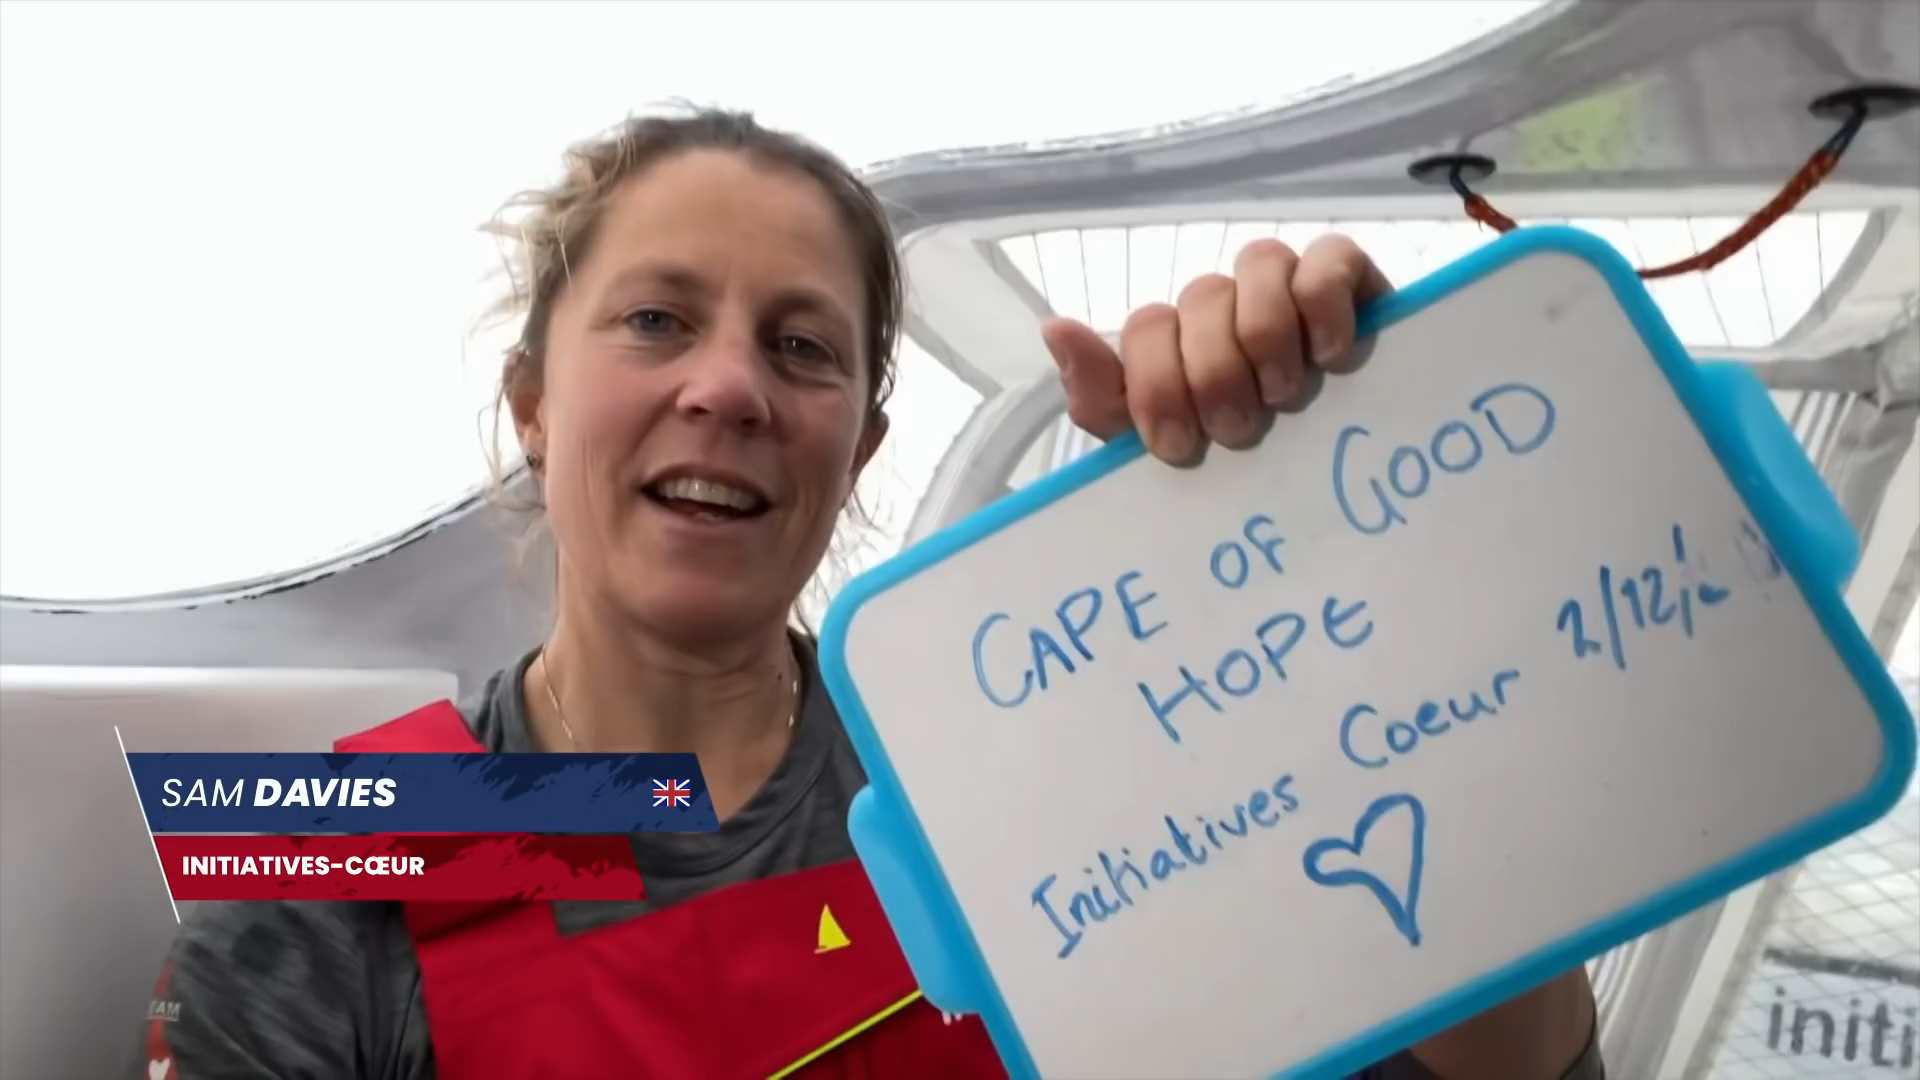 CAPE OF GOOD
HOPE
Initiatives Coeur
SAM DAVIES
INITIATIVES-CŒUR
initi